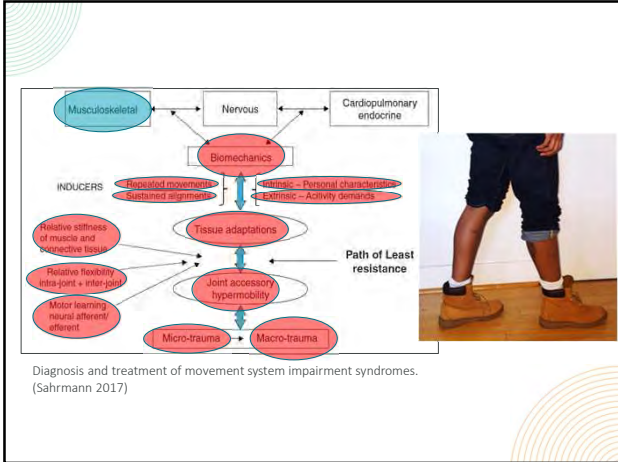 Musculoskeletal
Nervous
Cardiopulmonary
endocrine
Biomechanics
INDUCERS
Repeated movements
Sustained alignments
Intrinsic – Personal characteristics
Extrinsic – Acitivity demands
Relative stiffness
of muscle and
connective tissue
Tissue adaptations
Relative flexibility
intra-joint + infer-joint
Path of Least
resistance
Joint accessory
hypermobility
Motor learning
neural afferent/
efferent
Micro-trauma
Macro-trauma
Diagnosis and treatment of movement system impairment syndromes.
(Sahrmann 2017)